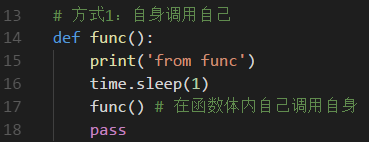 13 # 方式1：自身调用自己
14 def func():
15     print('from func')
16     time.sleep(1)
17     func() # 在函数体内自己调用自身
18     pass